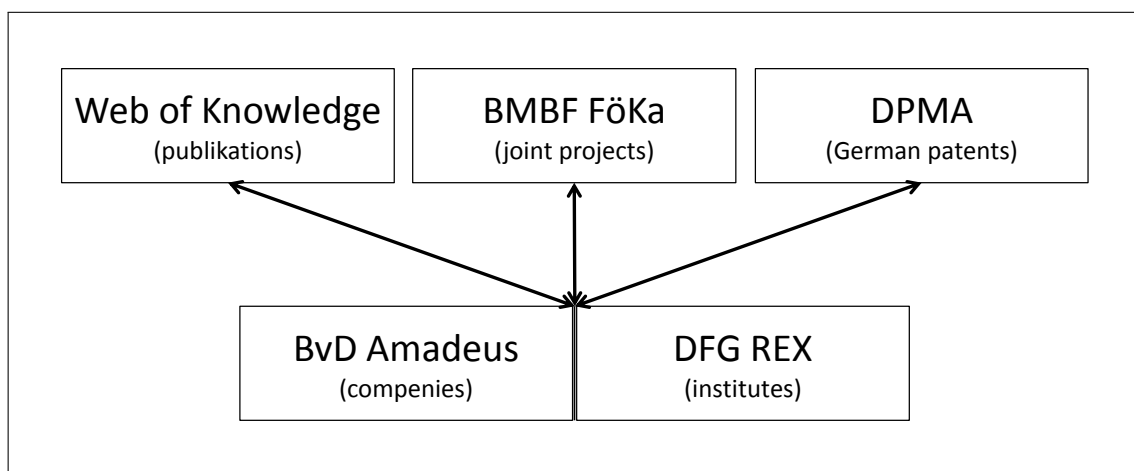 Web of Knowledge
(publikations)
BMBF FöKa
(joint projects)
DPMA
(German patents)
BvD Amadeus
(compenies)
DFG REX
(institutes)